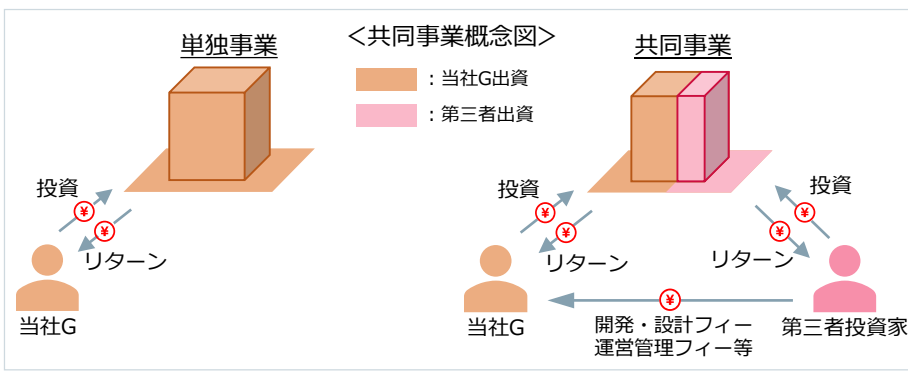 ＜共同事業概念図＞
：当社G出資
：第三者出資
単独事業
投資
¥
¥
リターン
当社G
共同事業
投資
¥
¥
リターン
当社G
投資
¥
¥
リターン
第三者投資家
¥
開発・設計フィー
運営管理フィー等